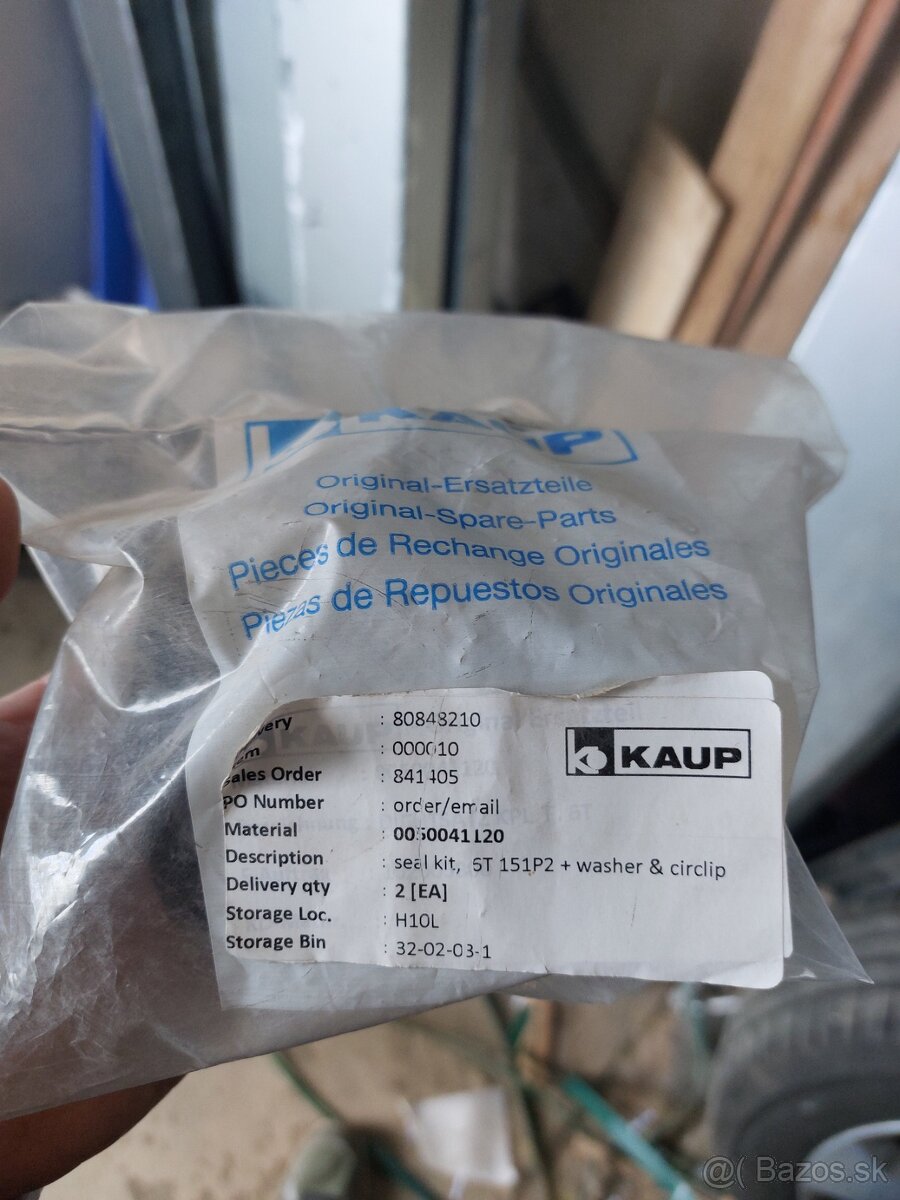 KAUP
Original-Ersatzteile
Original-Spare-Parts
Pieces de Rechange Originales
Piezas de Repuestos Originales
: 80848210
: 000010
Sales Order : 841405
PO Number : order/email
Material : 0050041120
Description : seal kit, 6T 151P2 + washer & circlip
Delivery qty : 2 [EA]
Storage Loc. : H10L
Storage Bin : 32-02-03-1
KAUP
@( Bazos.sk